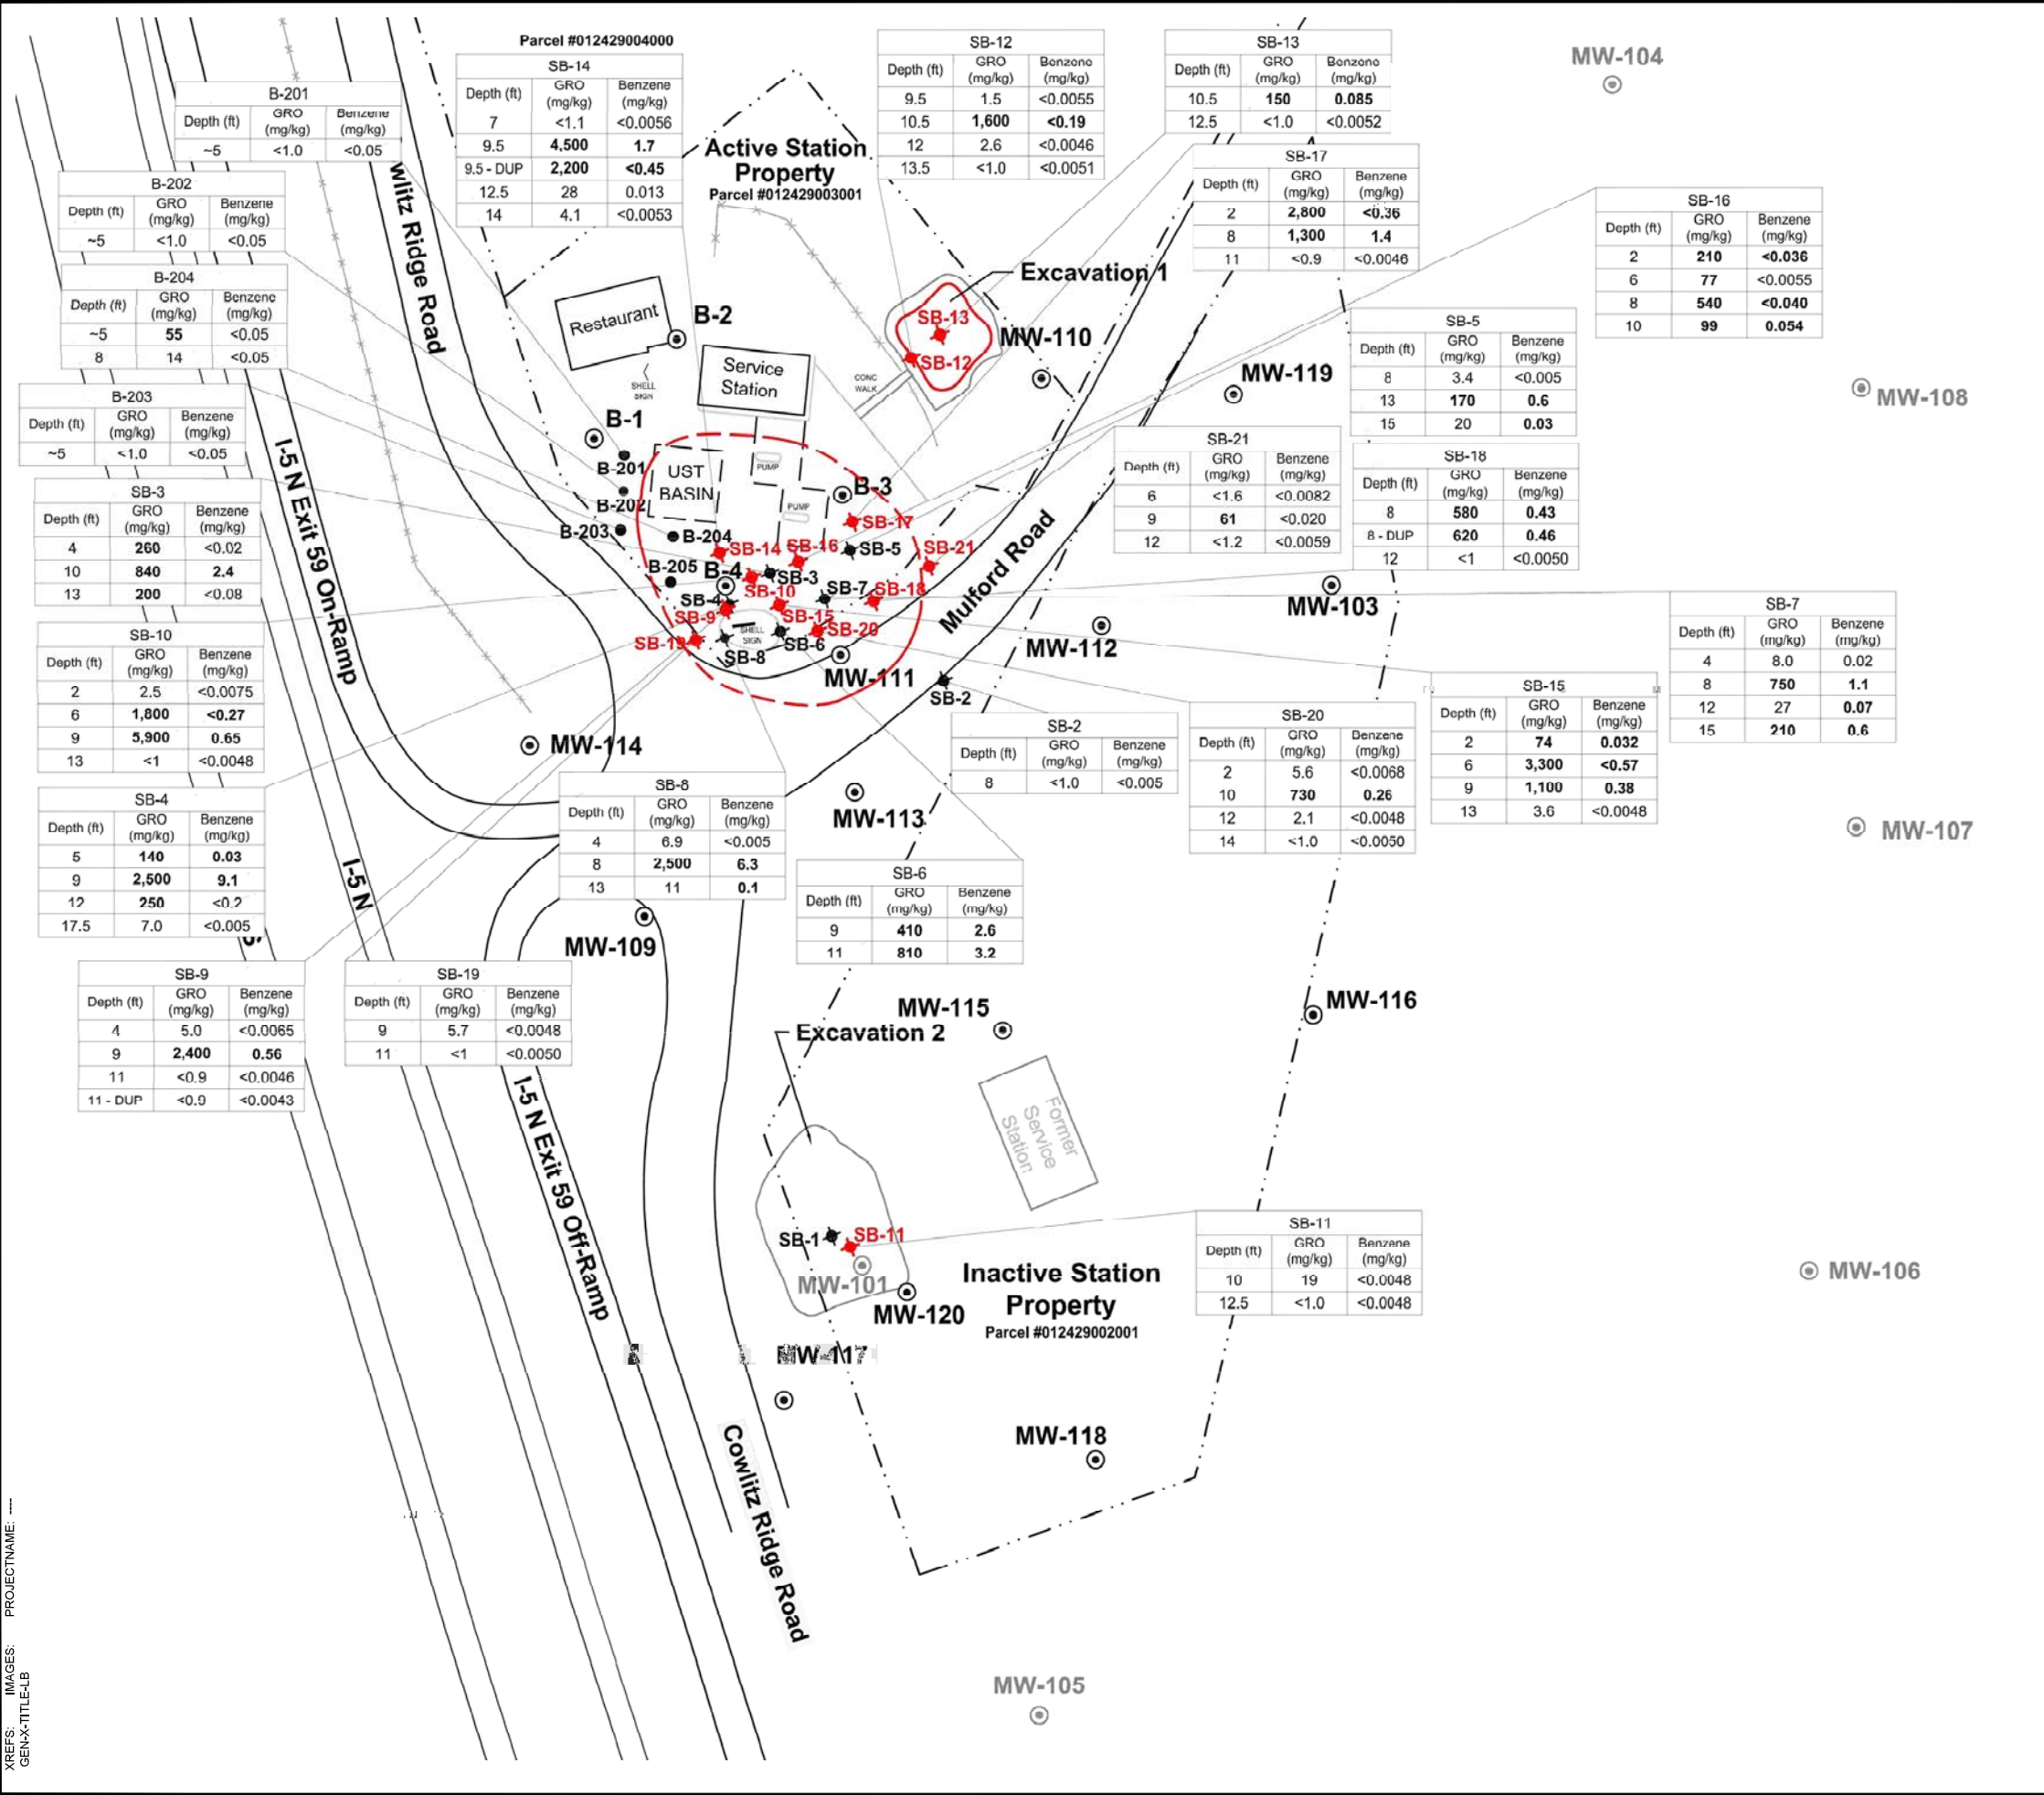 Parcel #012429004000
SB-14
Depth (ft) GRO (mg/kg) Benzene (mg/kg)
7 <1.1 <0.0056
9.5 4,500 1.7
9.5 - DUP 2,200 <0.45
12.5 28 0.013
14 4.1 <0.0053
SB-12
Depth (ft) GRO (mg/kg) Benzene (mg/kg)
9.5 1.5 <0.0055
10.5 1,600 <0.19
12 2.6 <0.0046
13.5 <1.0 <0.0051
SB-13
Depth (ft) GRO (mg/kg) Benzene (mg/kg)
10.5 150 0.085
12.5 <1.0 <0.0052
MW-104
B-201
Depth (ft) GRO (mg/kg) Benzene (mg/kg)
~5 <1.0 <0.05
Active Station
Property
Parcel #012429003001
SB-17
Depth (ft) GRO (mg/kg) Benzene (mg/kg)
2 2,800 <0.36
8 1,300 1.4
11 <0.9 <0.0046
B-202
Depth (ft) GRO (mg/kg) Benzene (mg/kg)
~5 <1.0 <0.05
SB-16
Depth (ft) GRO (mg/kg) Benzene (mg/kg)
2 210 <0.036
6 77 <0.0055
8 540 <0.040
10 99 0.054
B-204
Depth (ft) GRO (mg/kg) Benzene (mg/kg)
~5 55 <0.05
8 14 <0.05
wlitz Ridge Road
Excavation 1
Restaurant
B-2
SB-13
SB-12
MW-110
SB-5
Depth (ft) GRO (mg/kg) Benzene (mg/kg)
8 3.4 <0.005
13 170 0.6
15 20 0.03
Service
Station
SHELL
SIGN
CONC
WALK
MW-119
MW-108
B-203
Depth (ft) GRO (mg/kg) Benzene (mg/kg)
~5 <1.0 <0.05
B-1
SB-21
Depth (ft) GRO (mg/kg) Benzene (mg/kg)
6 <1.6 <0.0082
9 61 <0.020
12 <1.2 <0.0059
SB-18
Depth (ft) GRO (mg/kg) Benzene (mg/kg)
8 580 0.43
8 - DUP 620 0.46
12 <1 <0.0050
I-5 N Exit 59 On-Ramp
B-201
UST
BASIN
PUMP
PUMP
B-3
B-202
B-203
B-204
SB-17
SB-14
SB-16
SB-5
SB-21
B-205
B-4
SB-3
SB-10
SB-7
SB-18
SB-4
SB-9
SB-15
SB-20
SHELL
SIGN
SB-19
SB-6
SB-8
MW-111
SB-2
Mulford Road
MW-103
MW-112
SB-3
Depth (ft) GRO (mg/kg) Benzene (mg/kg)
4 260 <0.02
10 840 2.4
13 200 <0.08
SB-7
Depth (ft) GRO (mg/kg) Benzene (mg/kg)
4 8.0 0.02
8 750 1.1
12 27 0.07
15 210 0.6
SB-10
Depth (ft) GRO (mg/kg) Benzene (mg/kg)
2 2.5 <0.0075
6 1,800 <0.27
9 5,900 0.65
13 <1 <0.0048
SB-15
Depth (ft) GRO (mg/kg) Benzene (mg/kg)
2 74 0.032
6 3,300 <0.57
9 1,100 0.38
13 3.6 <0.0048
SB-2
Depth (ft) GRO (mg/kg) Benzene (mg/kg)
8 <1.0 <0.005
SB-20
Depth (ft) GRO (mg/kg) Benzene (mg/kg)
2 5.6 <0.0068
10 730 0.26
12 2.1 <0.0048
14 <1.0 <0.0050
MW-114
SB-4
Depth (ft) GRO (mg/kg) Benzene (mg/kg)
5 140 0.03
9 2,500 9.1
12 250 <0.2
17.5 7.0 <0.005
SB-8
Depth (ft) GRO (mg/kg) Benzene (mg/kg)
4 6.9 <0.005
8 2,500 6.3
13 11 0.1
MW-113
MW-107
I-5 N
SB-6
Depth (ft) GRO (mg/kg) Benzene (mg/kg)
9 410 2.6
11 810 3.2
MW-109
SB-9
Depth (ft) GRO (mg/kg) Benzene (mg/kg)
4 5.0 <0.0065
9 2,400 0.56
11 <0.9 <0.0046
11 - DUP <0.9 <0.0043
SB-19
Depth (ft) GRO (mg/kg) Benzene (mg/kg)
9 5.7 <0.0048
11 <1 <0.0050
MW-115
MW-116
Excavation 2
Former
Service
Station
I-5 N Exit 59 Off-Ramp
SB-1
SB-11
MW-101
MW-120
SB-11
Depth (ft) GRO (mg/kg) Benzene (mg/kg)
10 19 <0.0048
12.5 <1.0 <0.0048
Inactive Station
Property
Parcel #012429002001
MW-106
MW-117
MW-118
Cowlitz Ridge Road
MW-105
XREFS: IMAGES: PROJECTNAME: ----
GEN-X-TITLE-LB